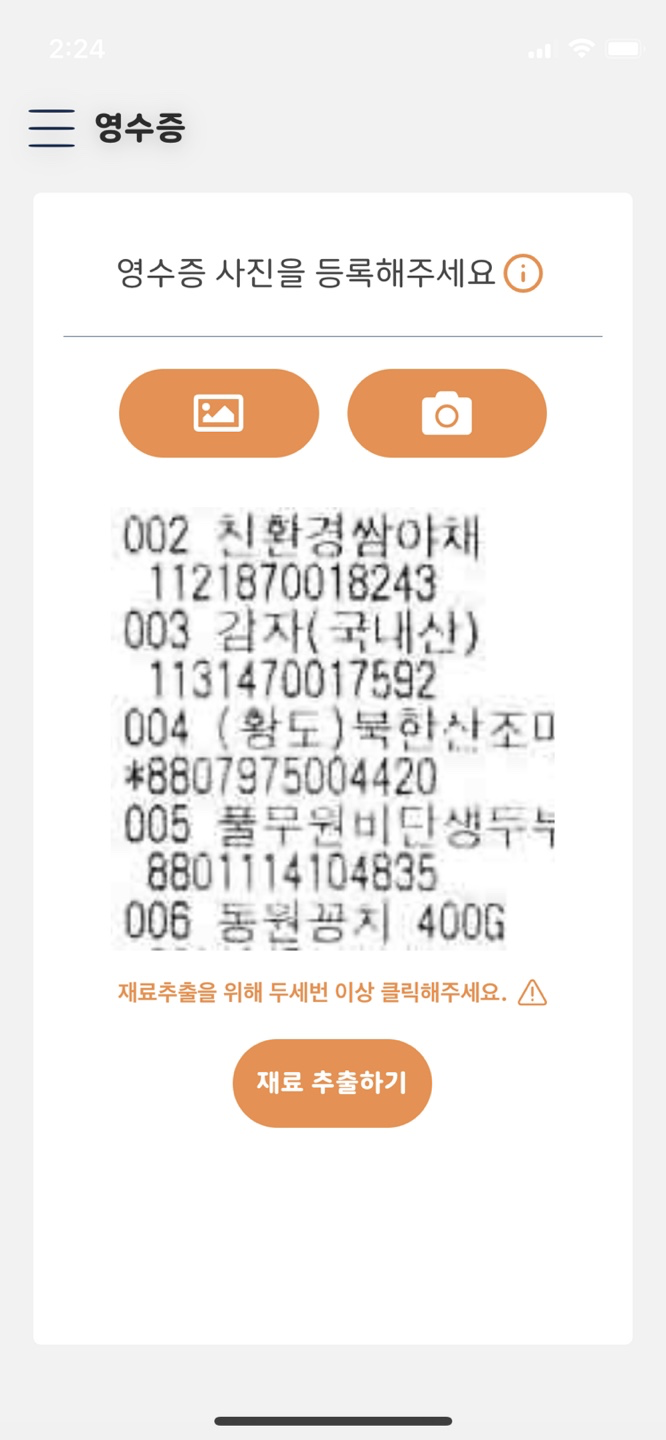 2:24
영수증
영수증 사진을 등록해주세요
002 친환경쌈야채
1121870018243
003 감자(국내산)
1131470017592
004 (황도)북한산조
*8807975004420
005 풀무원비단생두부
8801114104835
006 동원꽁치 400G
재료추출을 위해 두세번 이상 클릭해주세요.
재료 추출하기